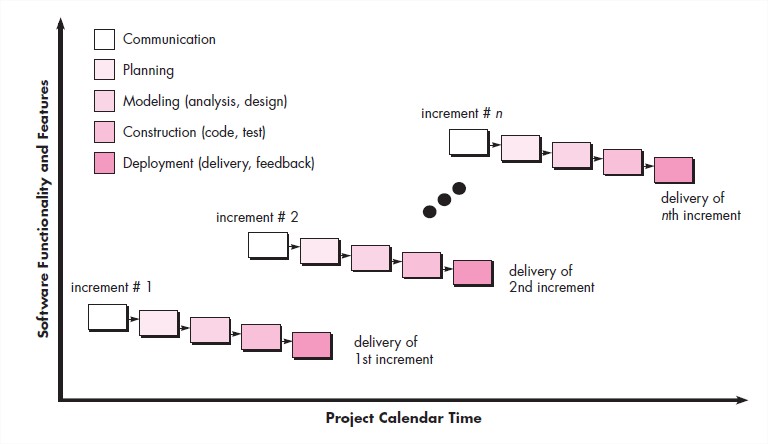 Communication
Planning
Modeling (analysis, design)
Construction (code, test)
Deployment (delivery, feedback)
increment # n
delivery of
nth increment
increment # 2
delivery of
2nd increment
increment # 1
delivery of
1st increment
Software Functionality and Features
Project Calendar Time